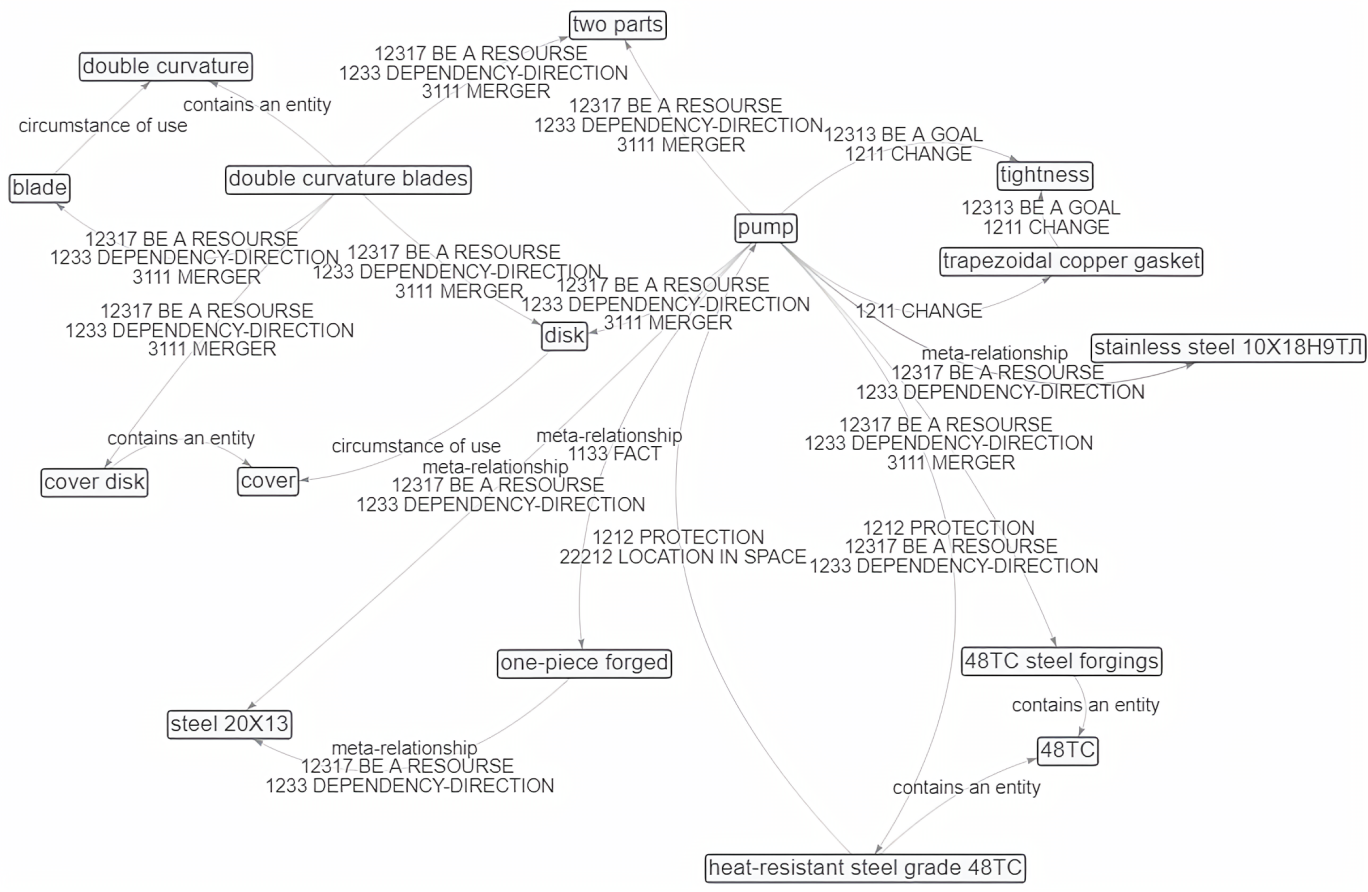 two parts
12317 BE A RESOURSE
1233 DEPENDENCY-DIRECTION
3111 MERGER
double curvature
contains an entity
circumstance of use
12317 BE A RESOURSE
1233 DEPENDENCY-DIRECTION
3111 MERGER
12313 BE A GOAL
1211 CHANGE
blade
double curvature blades
tightness
12313 BE A GOAL
1211 CHANGE
pump
12317 BE A RESOURSE
1233 DEPENDENCY-DIRECTION
3111 MERGER
12317 BE A RESOURSE
1233 DEPENDENCY-DIRECTION
3111 MERGER
trapezoidal copper gasket
12317 BE A RESOURSE
1233 DEPENDENCY-DIRECTION
3111 MERGER
12317 BE A RESOURSE
1233 DEPENDENCY-DIRECTION
3111 MERGER
1211 CHANGE
disk
stainless steel 10Х18Н9ТЛ
meta-relationship
12317 BE A RESOURSE
1233 DEPENDENCY-DIRECTION
12317 BE A RESOURSE
1233 DEPENDENCY-DIRECTION
3111 MERGER
contains an entity
circumstance of use
meta-relationship
1133 FACT
cover disk
cover
meta-relationship
12317 BE A RESOURSE
1233 DEPENDENCY-DIRECTION
1212 PROTECTION
22212 LOCATION IN SPACE
1212 PROTECTION
12317 BE A RESOURSE
1233 DEPENDENCY-DIRECTION
one-piece forged
48TC steel forgings
contains an entity
steel 20X13
48TC
meta-relationship
12317 BE A RESOURSE
1233 DEPENDENCY-DIRECTION
contains an entity
heat-resistant steel grade 48TC